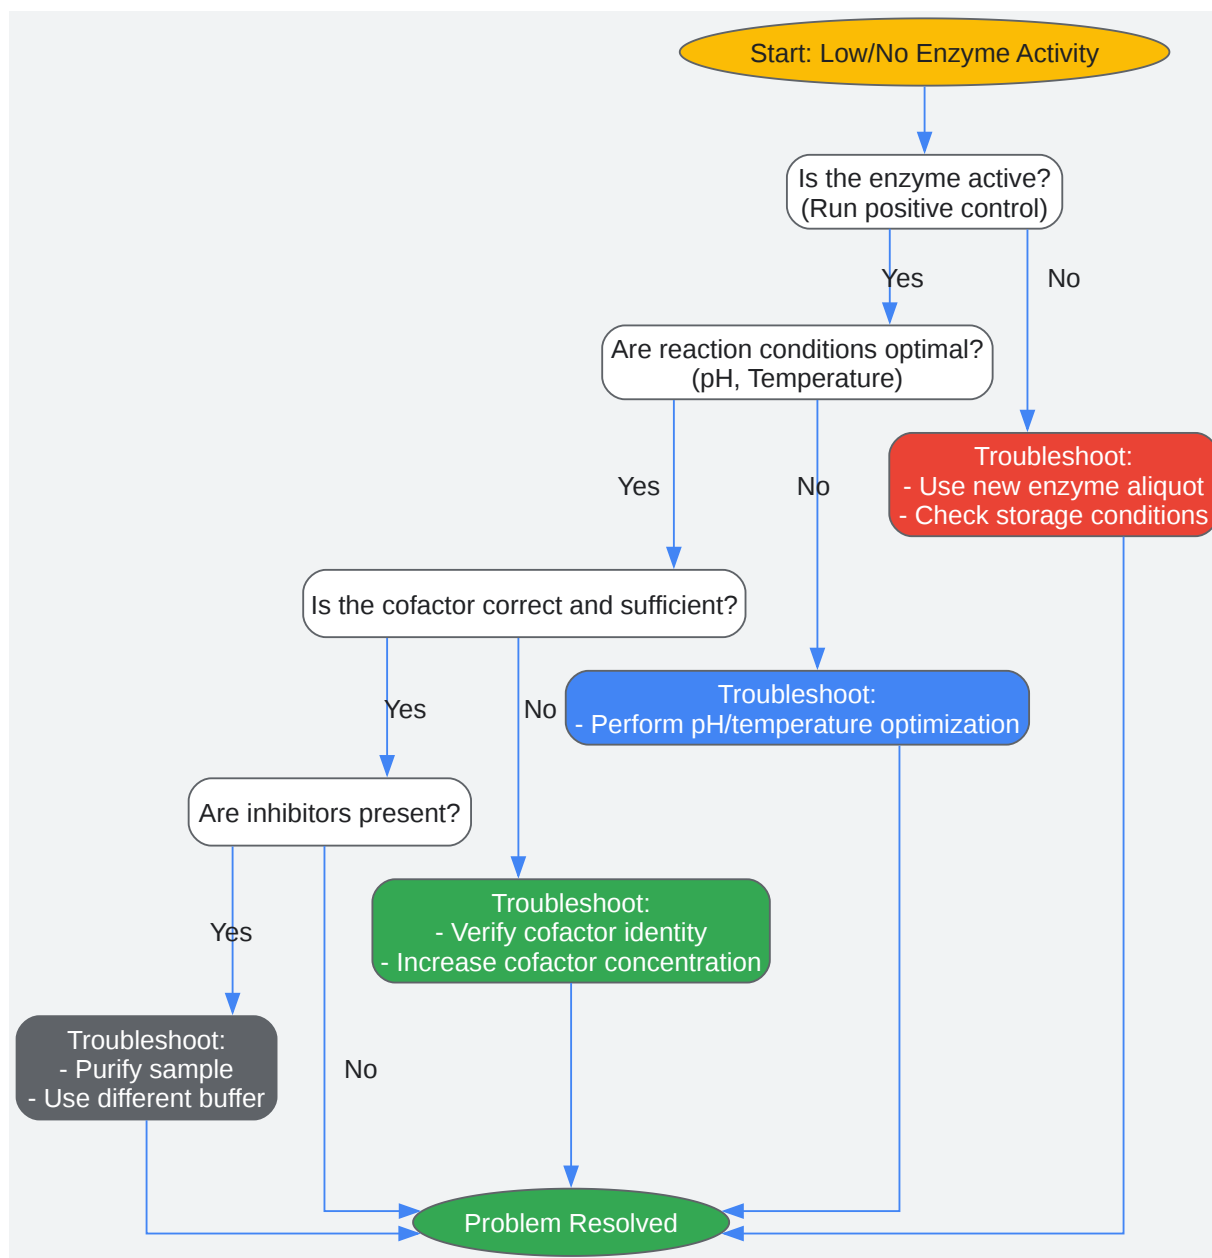 Start: Low/No Enzyme Activity
Is the enzyme active?
(Run positive control)
Yes
No
Are reaction conditions optimal?
(pH, Temperature)
Troubleshoot:
- Use new enzyme aliquot
- Check storage conditions
Yes
No
Is the cofactor correct and sufficient?
Troubleshoot:
- Perform pH/temperature optimization
Yes
No
Are inhibitors present?
Troubleshoot:
- Verify cofactor identity
- Increase cofactor concentration
Yes
Troubleshoot:
- Purify sample
- Use different buffer
No
Problem Resolved